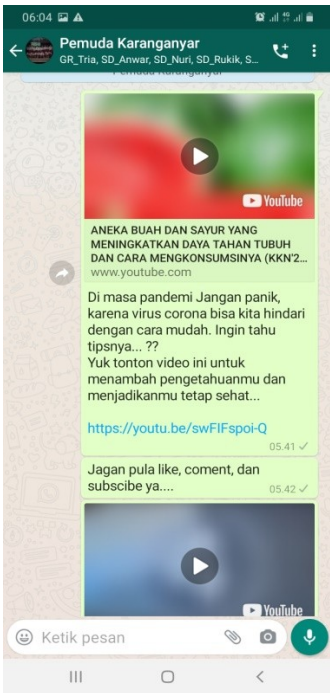 06:04
Pemuda Karanganyar
GR_Tria, SD_Anwar, SD_Nuri, SD_Rukik, S...
Pemuda Karanganyar
YouTube
ANEKA BUAH DAN SAYUR YANG
MENINGKATKAN DAYA TAHAN TUBUH
DAN CARA MENGKONSUMSINYA (KKN'2...
www.youtube.com
Di masa pandemi Jangan panik,
karena virus corona bisa kita hindari
dengan cara mudah. Ingin tahu
tipsnya... ??
Yuk tonton video ini untuk
menambah pengetahuanmu dan
menjadikanmu tetap sehat...
https://youtu.be/swFIFspoi-Q
05.41
Jagan pula like, coment, dan
subscibe ya....
05.42
YouTube
Ketik pesan